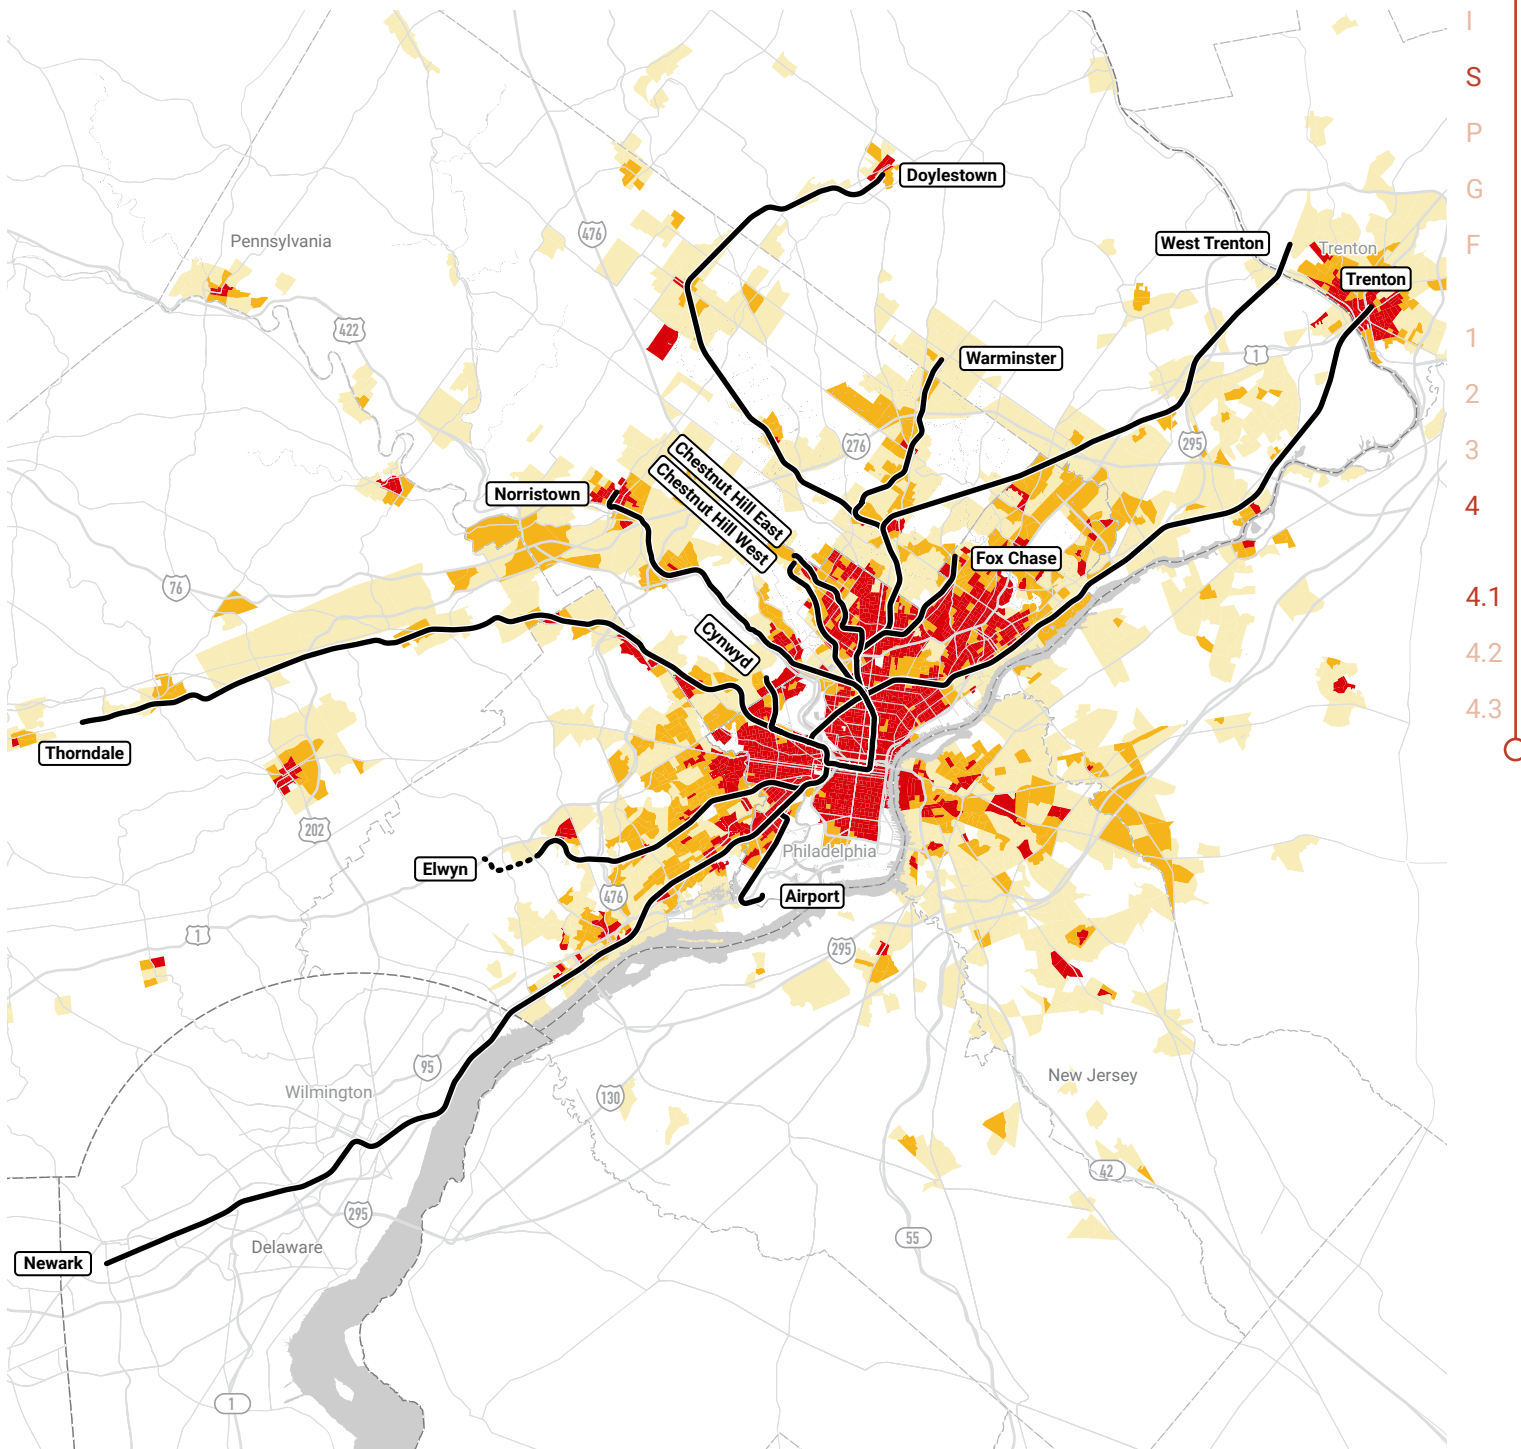 I
S
P
Doylestown
G
476
Pennsylvania
West Trenton
F
Trenton
Trenton
422
1
1
Warminster
2
276
295
3
Chestnut Hill East
Chestnut Hill West
Norristown
4
Fox Chase
76
4.1
Cynwyd
4.2
4.3
Thorndale
202
Philadelphia
Elwyn
476
Airport
1
295
95
Wilmington
130
New Jersey
42
295
55
Delaware
Newark
1